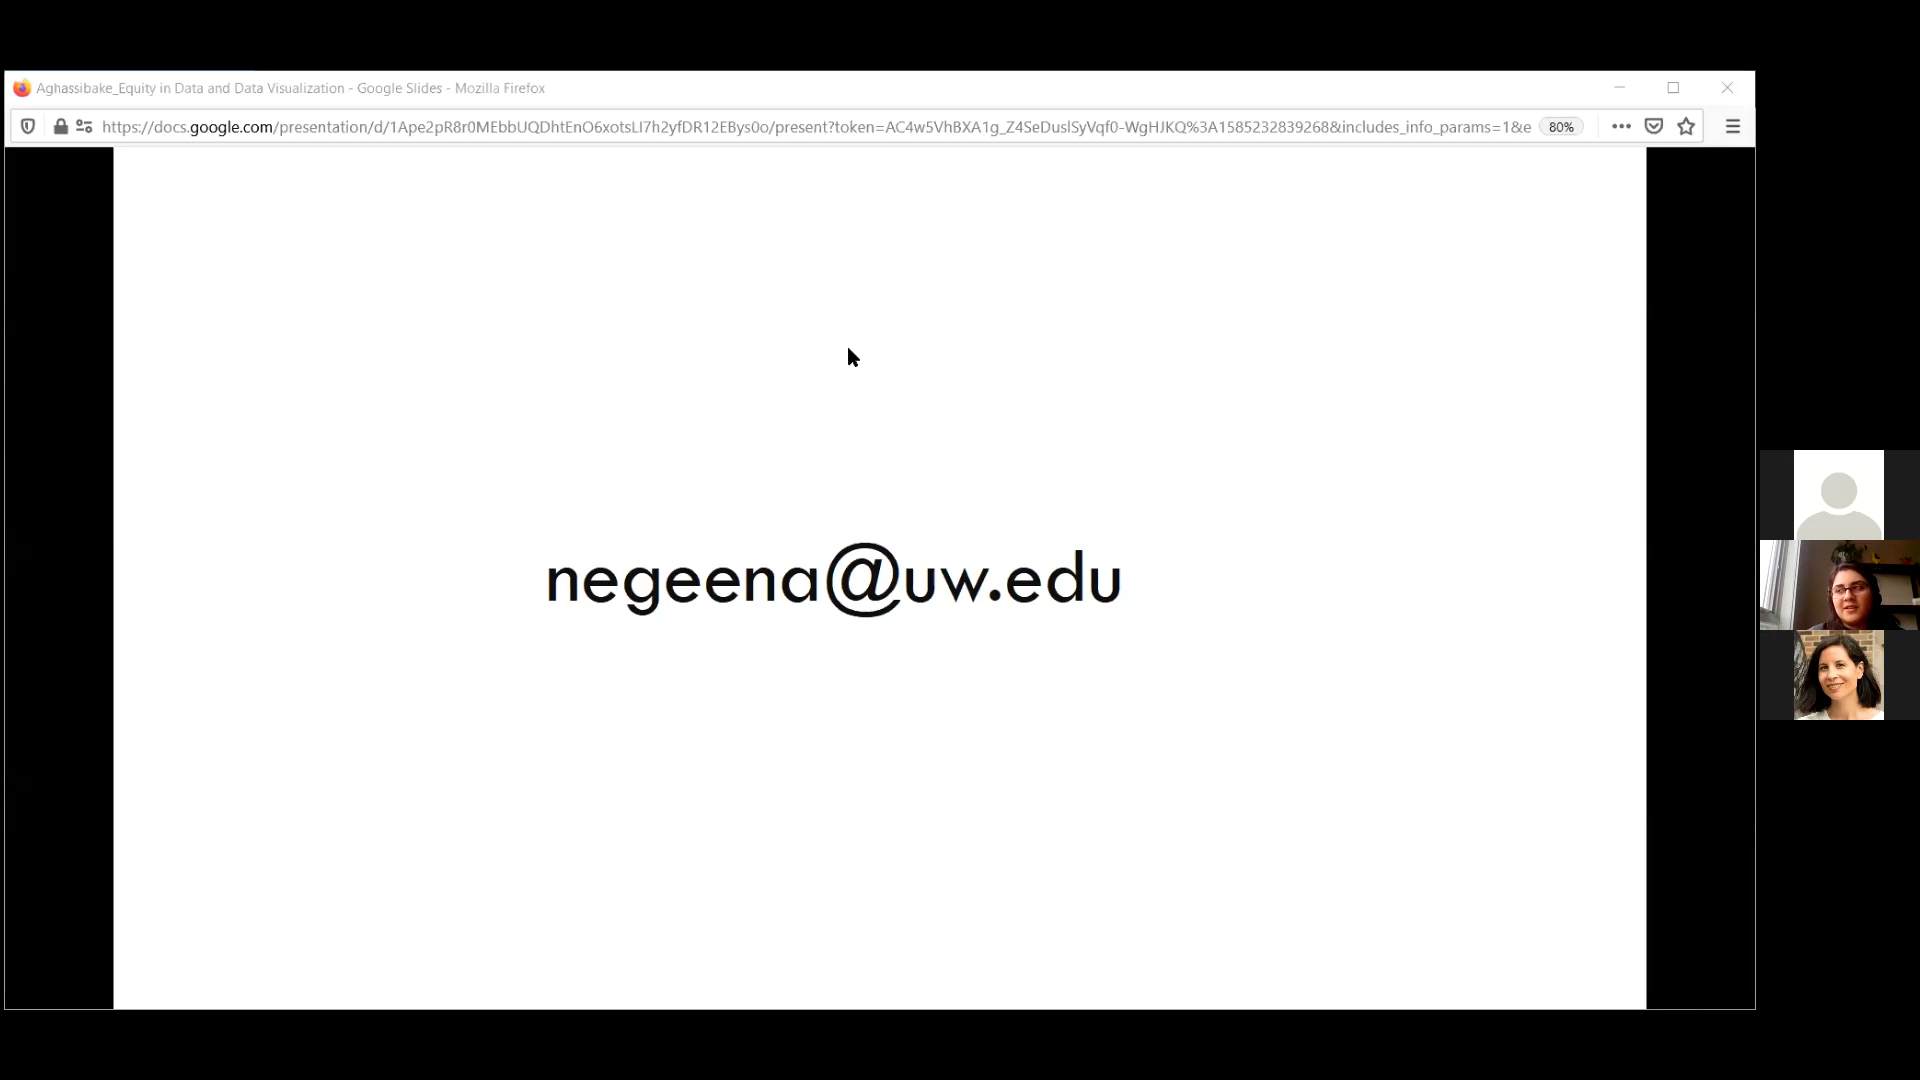 Aghassibake_Equity in Data and Data Visualization - Google Slides - Mozilla Firefox
https://docs.google.com/presentation/d/1Ape2pR8r0MEbbUQDhtEnO6xotsLI7h2yfDR12EBys0o/present?token=AC4w5VhBXA1g_Z4SeDuslSyVqf0-WgHJKQ%3A1585232839268&includes_info_params=1&e 80%
negeena@uw.edu